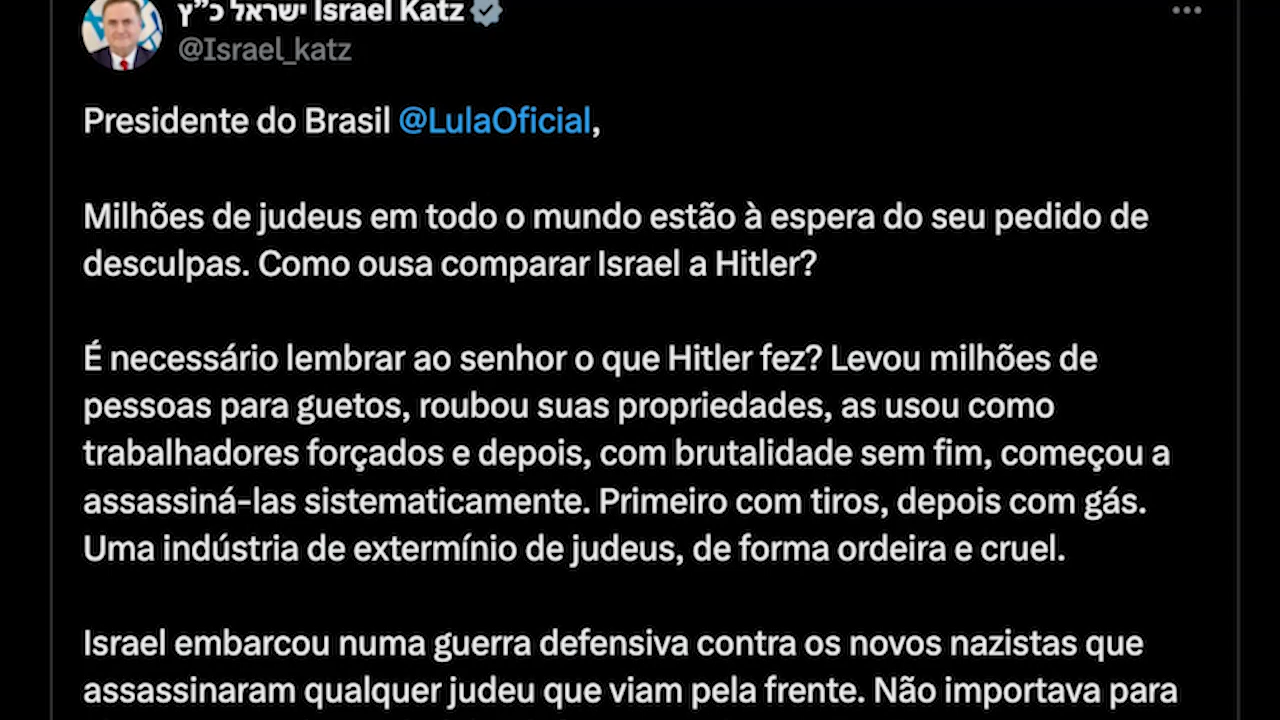 ישראל כ”ץ Israel Katz
@Israel_katz
Presidente do Brasil @LulaOficial,
Milhões de judeus em todo o mundo estão à espera do seu pedido de
desculpas. Como ousa comparar Israel a Hitler?
É necessário lembrar ao senhor o que Hitler fez? Levou milhões de
pessoas para guetos, roubou suas propriedades, as usou como
trabalhadores forçados e depois, com brutalidade sem fim, começou a
assassiná-las sistematicamente. Primeiro com tiros, depois com gás.
Uma indústria de extermínio de judeus, de forma ordeira e cruel.
Israel embarcou numa guerra defensiva contra os novos nazistas que
assassinaram qualquer judeu que viam pela frente. Não importava para